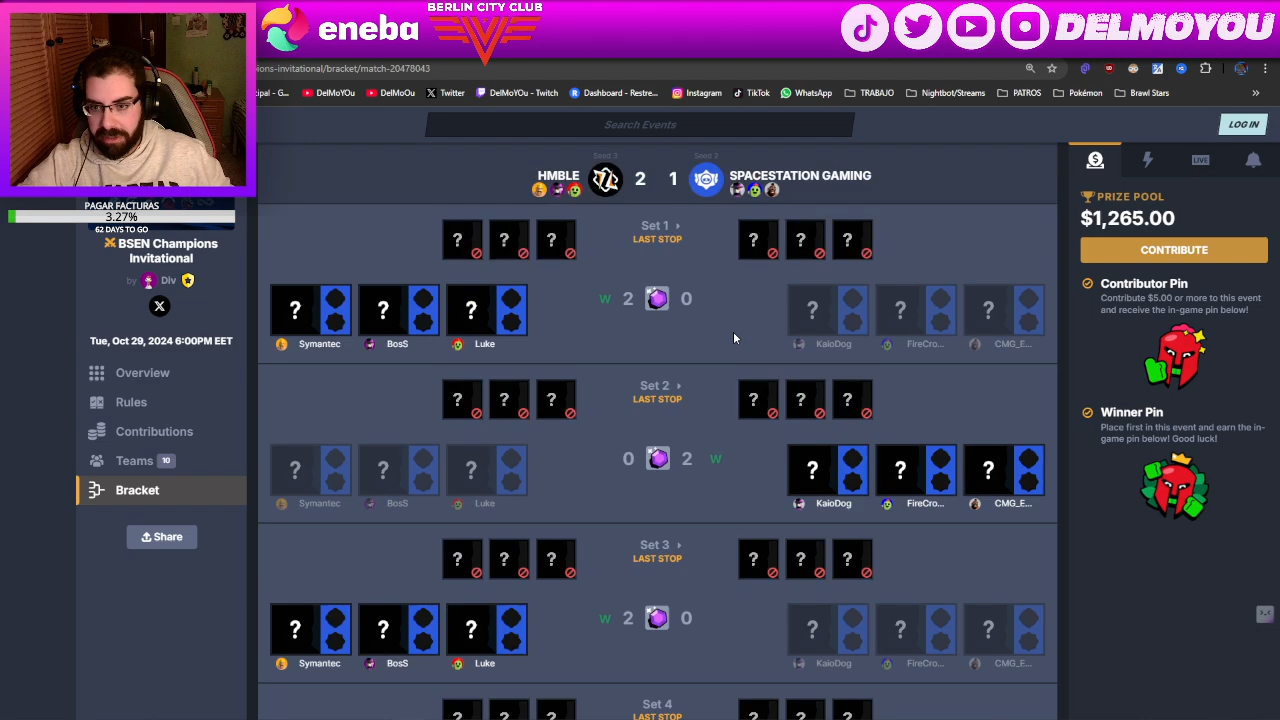 BERLIN CITY CLUB
eneba
DELMOYOU
ons-invitational/bracket/match-20478043
cipal - G...
DelMoYOu
DelMoOu
Twitter
DelMoYOu - Twitch
Dashboard - Restre...
Instagram
TikTok
WhatsApp
TRABAJO
Nightbot/Streams
PATROS
Pokémon
Brawl Stars
»
Search Events
LOG IN
PAGAR FACTURAS
3.27%
62 DAYS TO GO
BSEN Champions
Invitational
by Div
Tue, Oct 29, 2024 6:00PM EET
Overview
Rules
Contributions
Teams 10
Bracket
Share
Seed 3
Seed 3
HMBLE 2 1 SPACESTATION GAMING
Set 1
LAST STOP
? ? ? ? ? ?
? ? ? W 2 0 ? ? ?
Symantec BosS Luke KaioDog FireCro... CMG_E...
Set 2
LAST STOP
? ? ? ? ? ?
? ? ? 0 2 W ? ? ?
Symantec BosS Luke KaioDog FireCro... CMG_E...
Set 3
LAST STOP
? ? ? ? ? ?
? ? ? W 2 0 ? ? ?
Symantec BosS Luke KaioDog FireCro... CMG_E...
Set 4
LAST STOP
? ? ? ? ? ?
LIVE
PRIZE POOL
$1,265.00
CONTRIBUTE
Contributor Pin
Contribute $5.00 or more to this event
and receive the in-game pin below!
Winner Pin
Place first in this event and earn the in-
game pin below! Good luck!